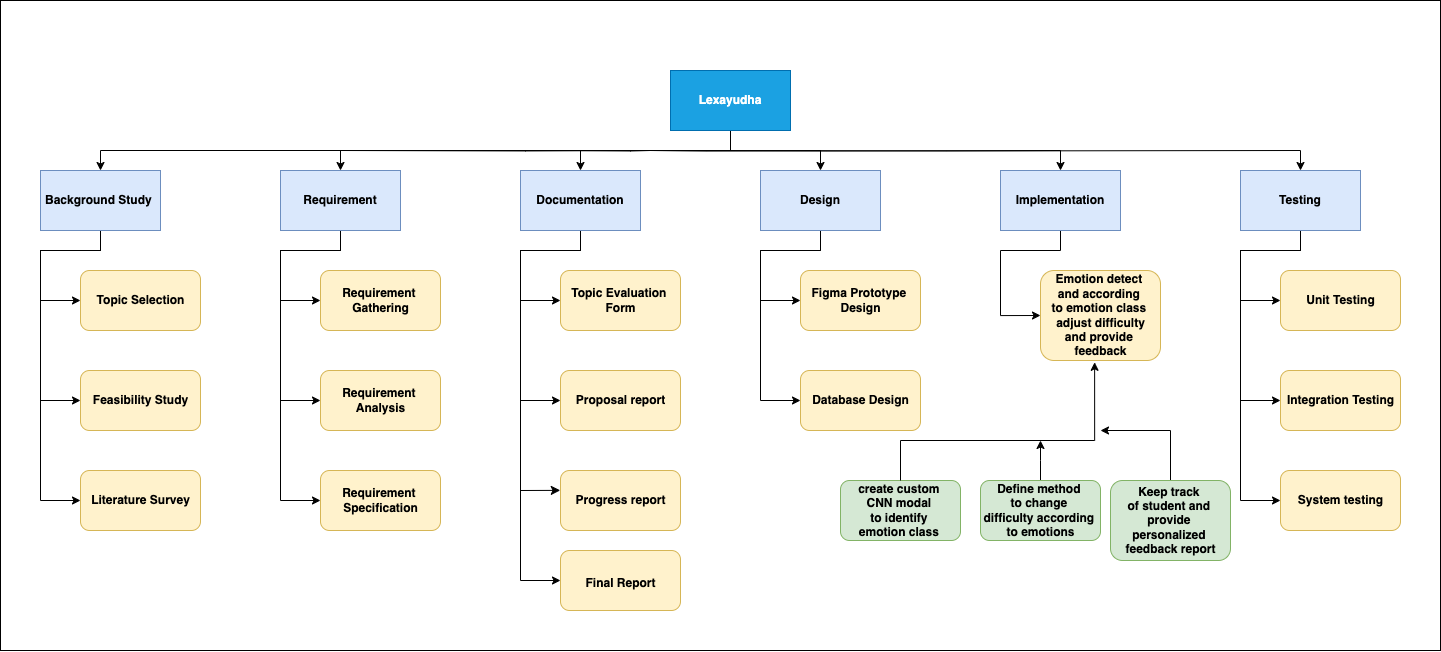 Lexayudha
Background Study
Requirement
Documentation
Design
Implementation
Testing
Topic Selection
Feasibility Study
Literature Survey
Requirement
Gathering
Requirement
Analysis
Requirement
Specification
Topic Evaluation
Form
Proposal report
Progress report
Final Report
Figma Prototype
Design
Database Design
Emotion detect
and according
to emotion class
adjust difficulty
and provide
feedback
create custom
CNN modal
to identify
emotion class
Define method
to change
difficulty according
to emotions
Keep track
of student and
provide
personalized
feedback report
Unit Testing
Integration Testing
System testing